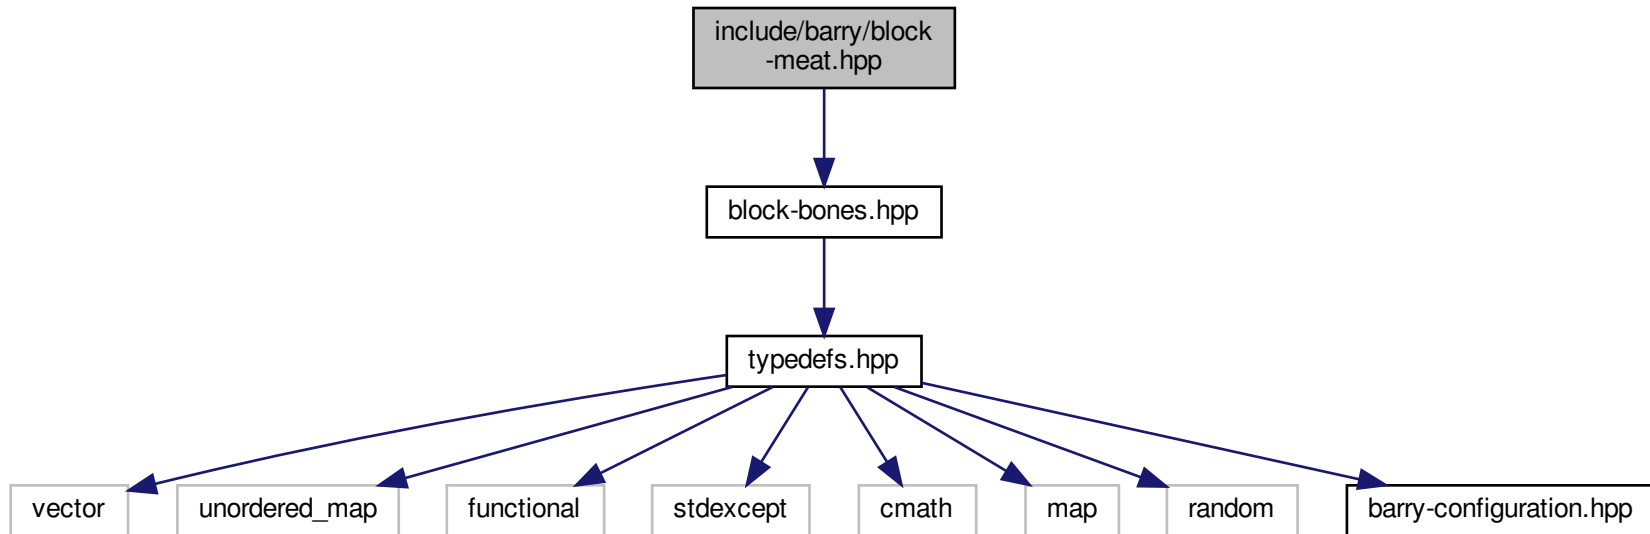 include/barry/block
-meat.hpp
block-bones.hpp
typedefs.hpp
vector
unordered_map
functional
stdexcept
cmath
map
random
barry-configuration.hpp